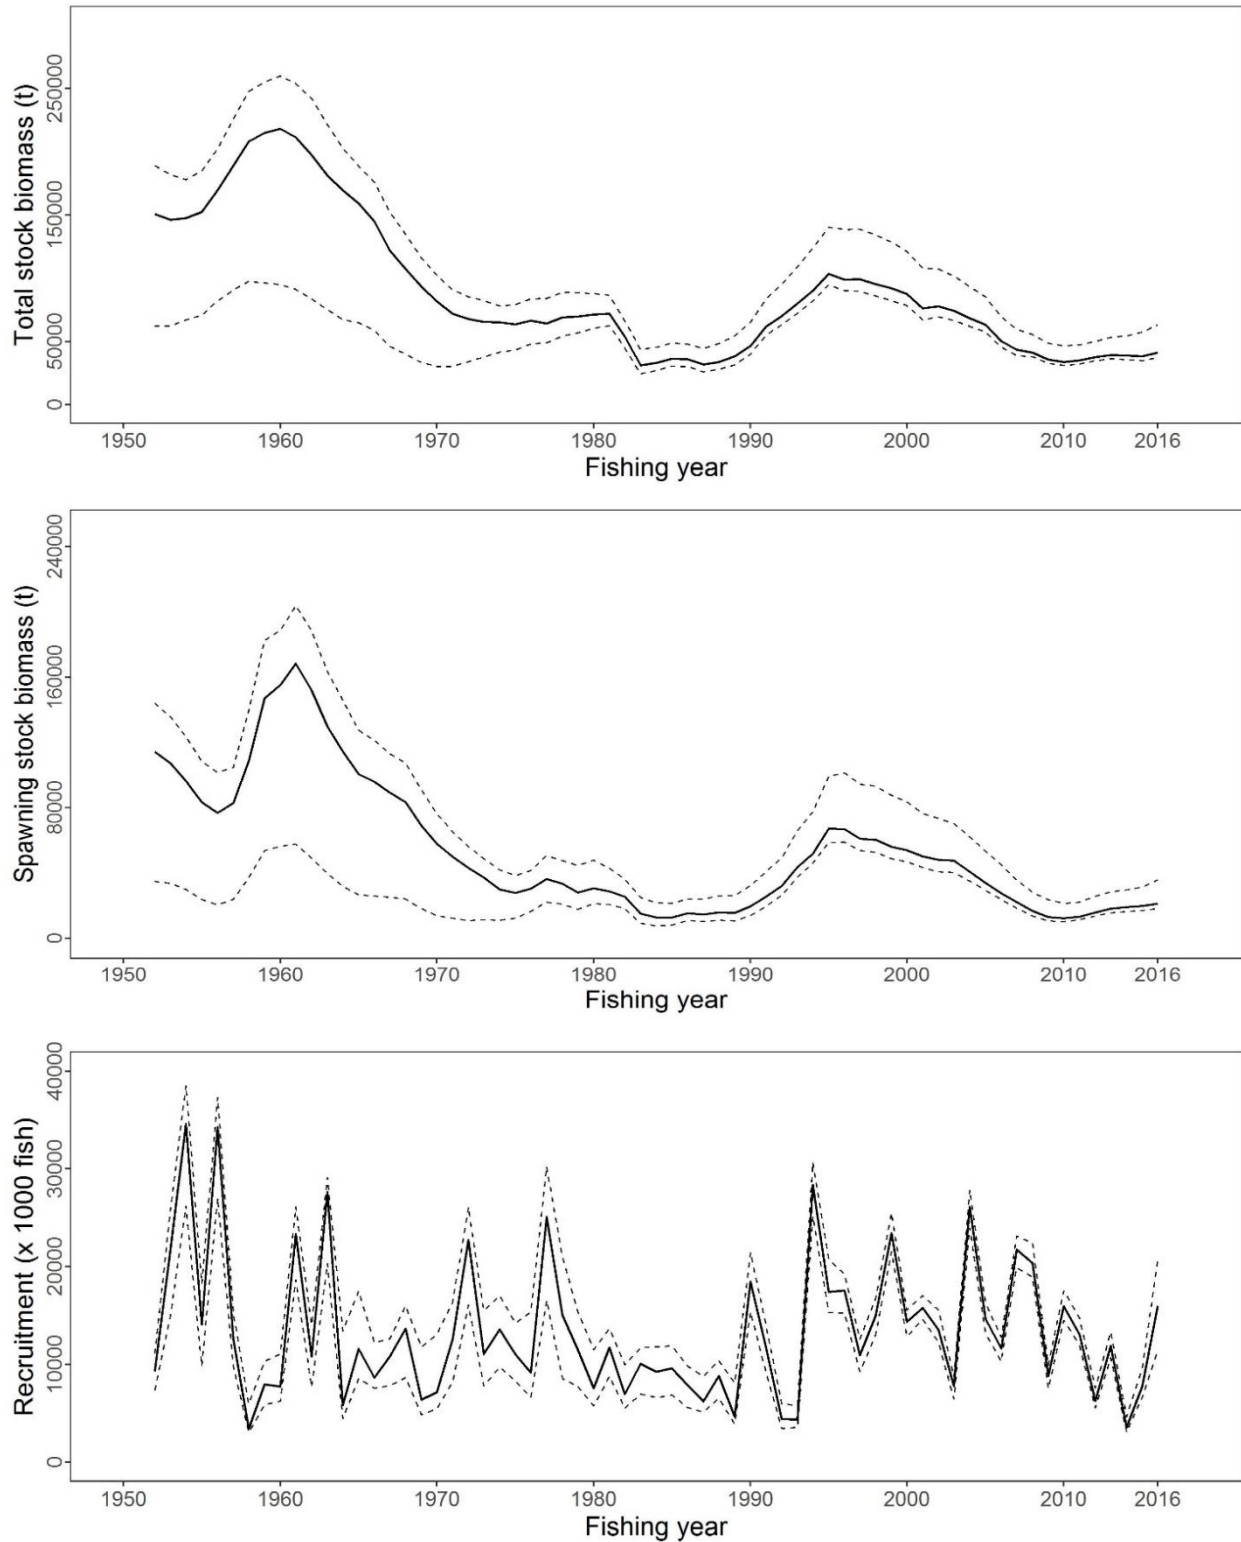 Total stock biomass (t)
250000
150000
50000
0
1950 1960 1970 1980 1990 2000 2010 2016
Fishing year
Spawning stock biomass (t)
240000
160000
80000
0
1950 1960 1970 1980 1990 2000 2010 2016
Fishing year
Recruitment (x 1000 fish)
40000
30000
20000
10000
0
1950 1960 1970 1980 1990 2000 2010 2016
Fishing year